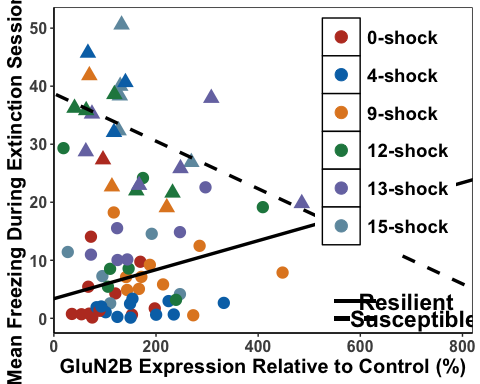 Mean Freezing During Extinction Session
50
40
30
20
10
0
0-shock
4-shock
9-shock
12-shock
13-shock
15-shock
Resilient
Susceptible
0
200
400
600
800
GluN2B Expression Relative to Control (%)